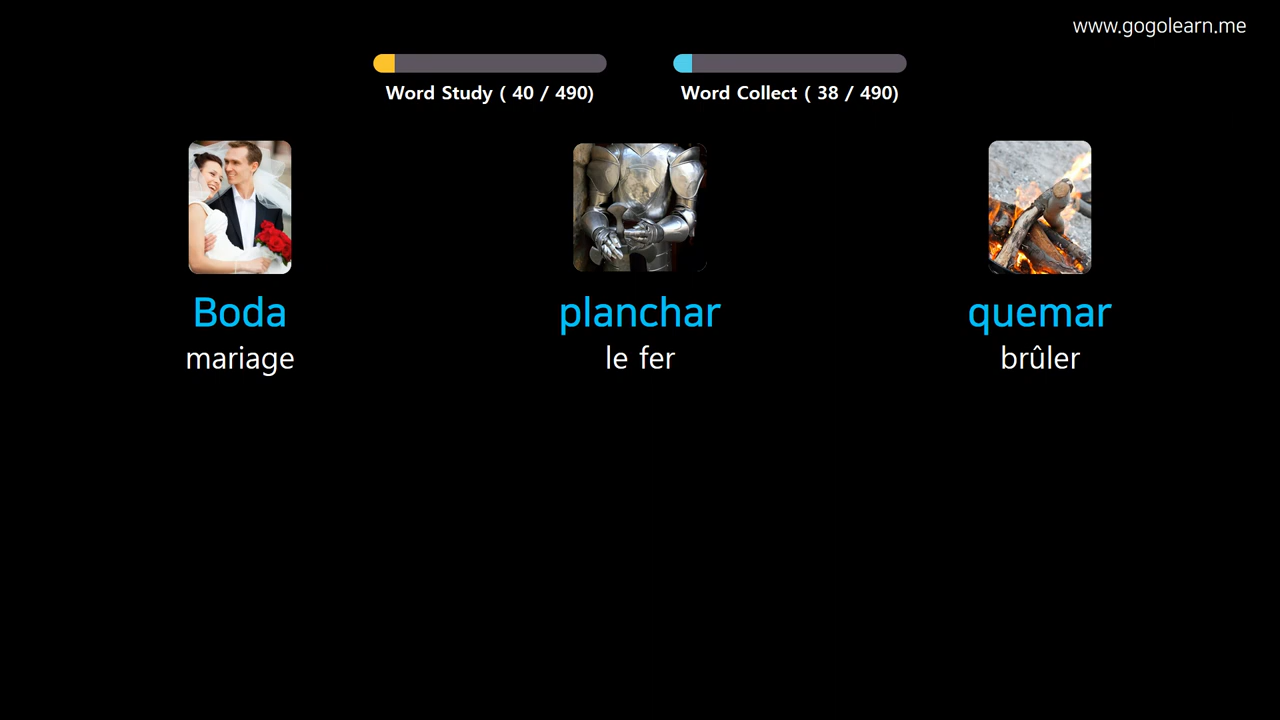 www.gogolearn.me
Word Study ( 40 / 490)
Word Collect ( 38 / 490)
Boda
mariage
planchar
le fer
quemar
brûler